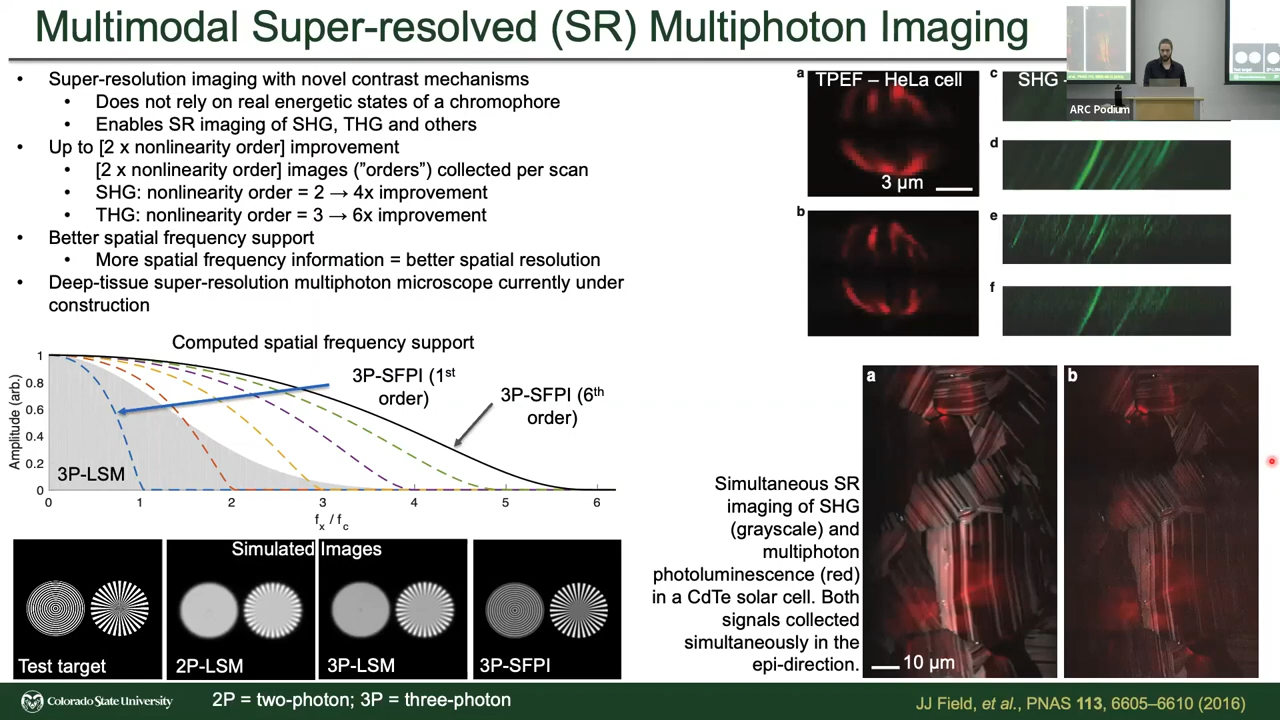 Multimodal Super-resolved (SR) Multiphoton Imaging
• Super-resolution imaging with novel contrast mechanisms
• Does not rely on real energetic states of a chromophore
• Enables SR imaging of SHG, THG and others
• Up to [2 x nonlinearity order] improvement
• [2 x nonlinearity order] images (”orders”) collected per scan
• SHG: nonlinearity order = 2 → 4x improvement
• THG: nonlinearity order = 3 → 6x improvement
• Better spatial frequency support
• More spatial frequency information = better spatial resolution
• Deep-tissue super-resolution multiphoton microscope currently under
construction
Computed spatial frequency support
Amplitude (arb.)
1
0.8
0.6
0.4
0.2
0
3P-LSM
3P-SFPI (1st
order)
3P-SFPI (6th
order)
0 1 2 3 4 5 6
fx / fc
Simulated Images
Test target
2P-LSM
3P-LSM
3P-SFPI
a
TPEF – HeLa cell
3 µm
b
c
SHG -
d
e
f
ARC Podium
Simultaneous SR
imaging of SHG
(grayscale) and
multiphoton
photoluminescence (red)
in a CdTe solar cell. Both
signals collected
simultaneously in the
epi-direction.
a
10 µm
b
Colorado State University
2P = two-photon; 3P = three-photon
JJ Field, et al., PNAS 113, 6605–6610 (2016)